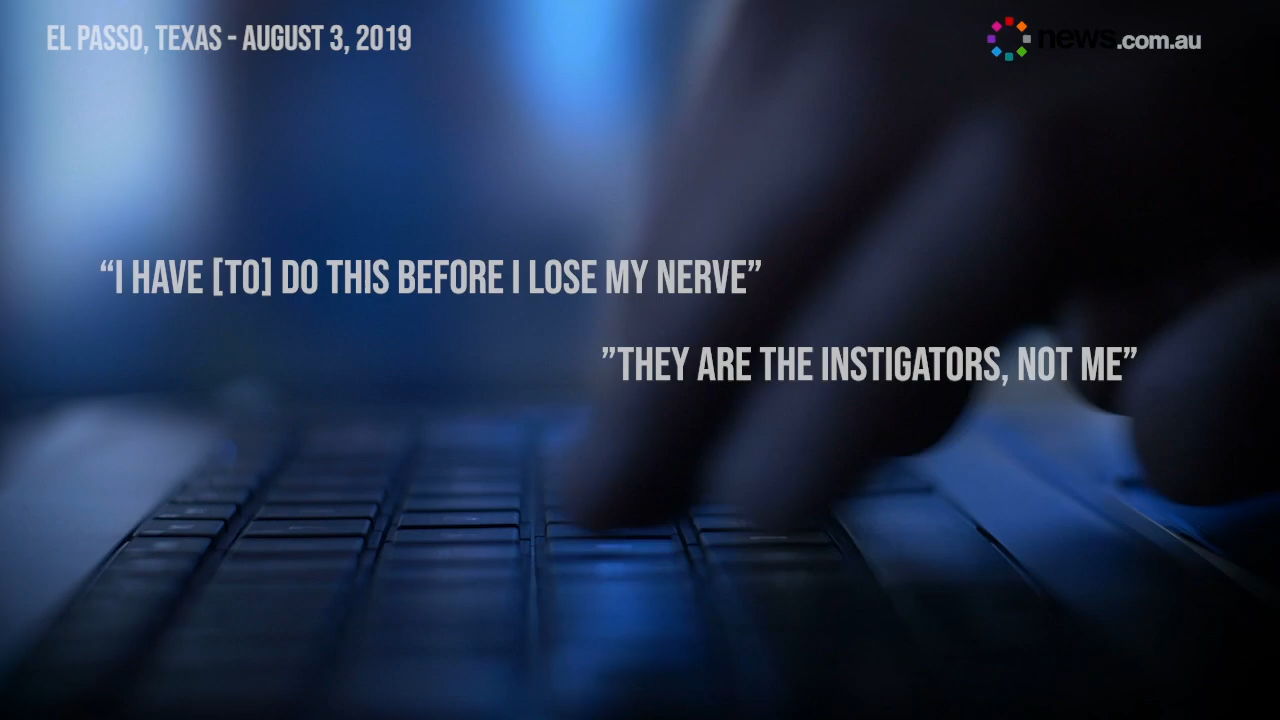 EL PASSO, TEXAS - AUGUST 3, 2019
news.com.au
“I HAVE [TO] DO THIS BEFORE I LOSE MY NERVE”
”THEY ARE THE INSTIGATORS, NOT ME”